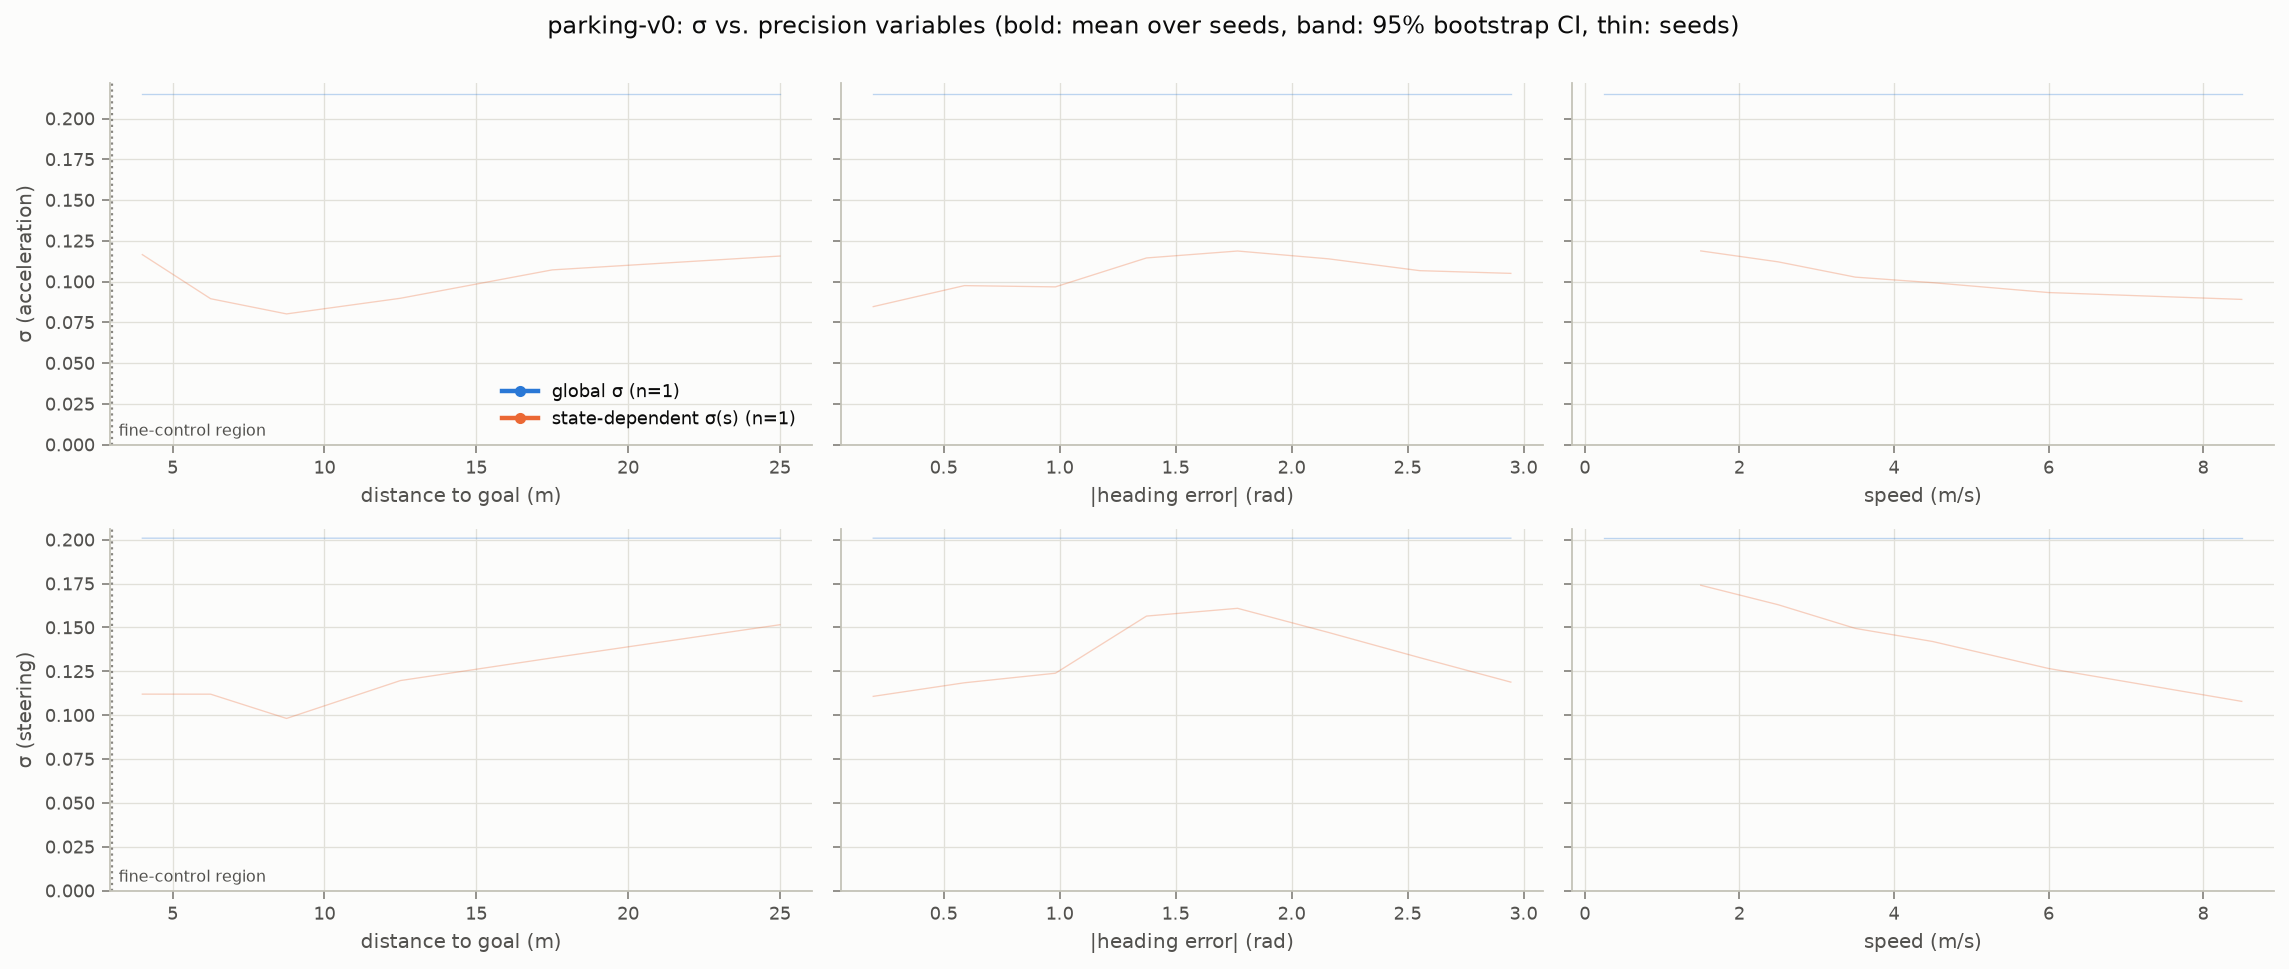 parking-v0: σ vs. precision variables (bold: mean over seeds, band: 95% bootstrap CI, thin: seeds)
σ (acceleration)
0.200
0.175
0.150
0.125
0.100
0.075
0.050
0.025
0.000
global σ (n=1)
state-dependent σ(s) (n=1)
fine-control region
5 10 15 20 25
distance to goal (m)
0.5 1.0 1.5 2.0 2.5 3.0
|heading error| (rad)
0 2 4 6 8
speed (m/s)
σ (steering)
0.200
0.175
0.150
0.125
0.100
0.075
0.050
0.025
0.000
fine-control region
5 10 15 20 25
distance to goal (m)
0.5 1.0 1.5 2.0 2.5 3.0
|heading error| (rad)
0 2 4 6 8
speed (m/s)